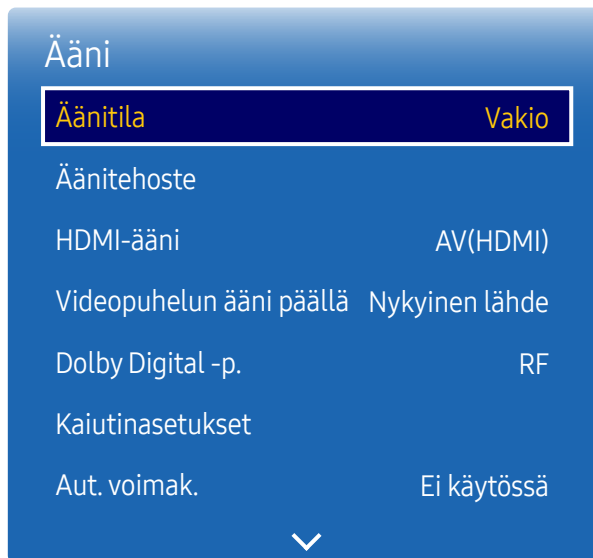 Ääni
Äänitila Vakio
Äänitehoste
HDMI-ääni AV(HDMI)
Videopuhelun ääni päällä Nykyinen lähde
Dolby Digital -p. RF
Kaiutinasetukset
Aut. voimak. Ei käytössä